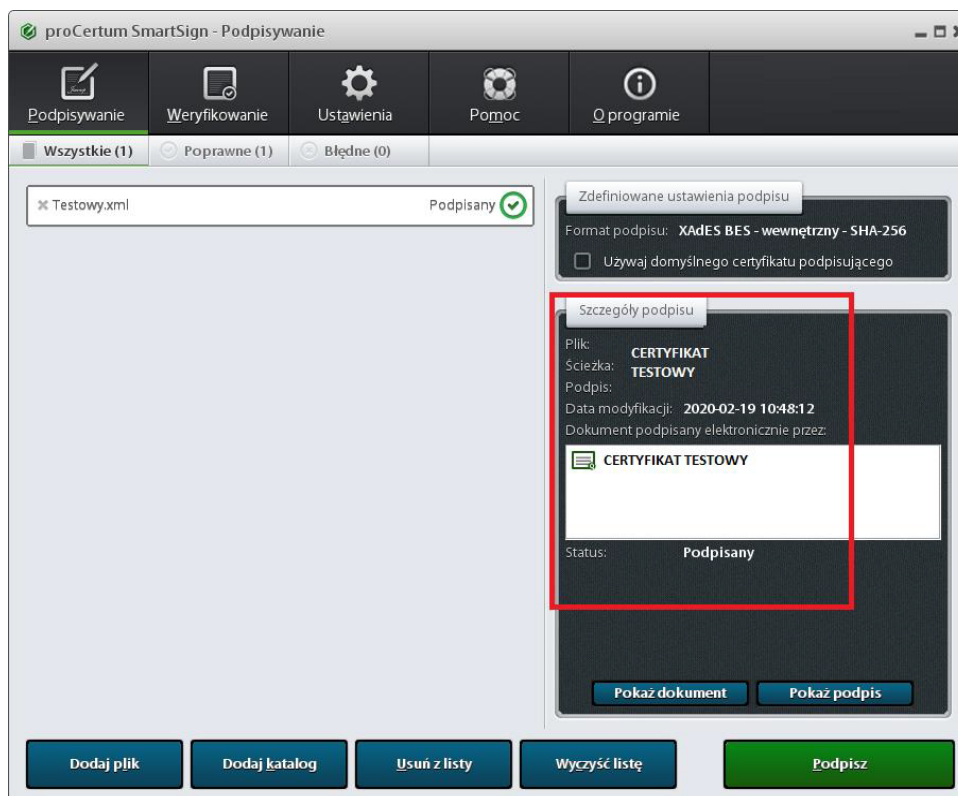 proCertum SmartSign - Podpisywanie
Podpisywanie Weryfikowanie Ustawienia Pomoc O programie
Wszystkie (1) Poprawne (1) Błędne (0)
Testowy.xml Podpisany
Zdefiniowane ustawienia podpisu
Format podpisu: XAdES BES - wewnętrzny - SHA-256
Używaj domyślnego certyfikatu podpisującego
Szczegóły podpisu
Plik: CERTYFIKAT
Ścieżka: TESTOWY
Podpis:
Data modyfikacji: 2020-02-19 10:48:12
Dokument podpisany elektronicznie przez:
CERTYFIKAT TESTOWY
Status: Podpisany
Pokaż dokument Pokaż podpis
Dodaj plik Dodaj katalog Usuń z listy Wyczyść listę Podpisz